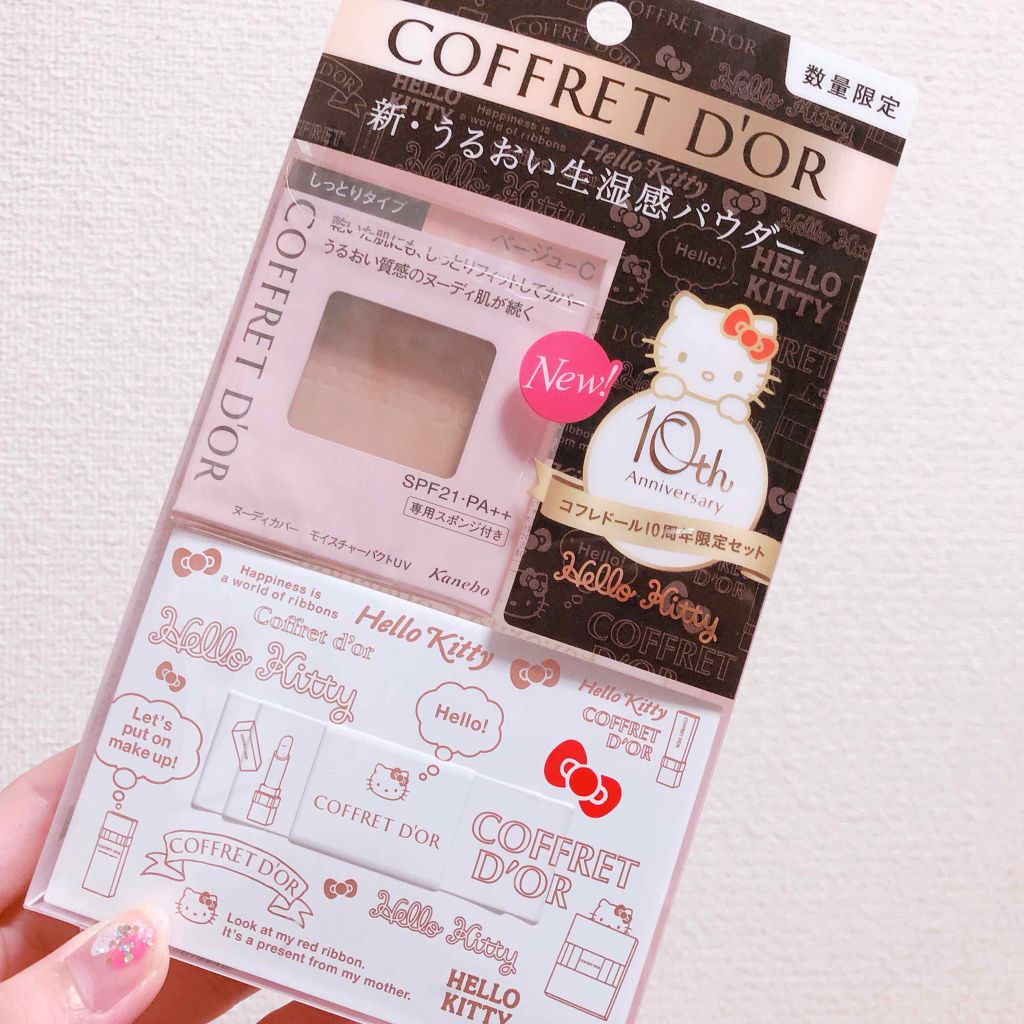 COFFRET D'OR
数量限定
新・うるおい生湿感パウダー
しっとりタイプ
ベージューC
乾いた肌にも、しっとりフィットしてカバー
うるおい質感のヌーディ肌が続く
COFFRET D'OR
New!
SPF21・PA++
専用スポンジ付き
ヌーディカバー モイスチャーパクトUV
Kanebo
Hello!
HELLO
KITTY
Happiness is
a world of ribbons
Hello Kitty
10th
Anniversary
コフレドール10周年限定セット
Hello Kitty
COFFRET
D'OR
Happiness is
a world of ribbons
Coffret d'or
Hello Kitty
Hello Kitty
Hello Kitty
COFFRET
D'OR
Let's
put on
make up!
Hello!
COFFRET D'OR
COFFRET
D'OR
COFFRET D'OR
Hello Kitty
Look at my red ribbon.
It's a present from my mother.
HELLO
KITTY